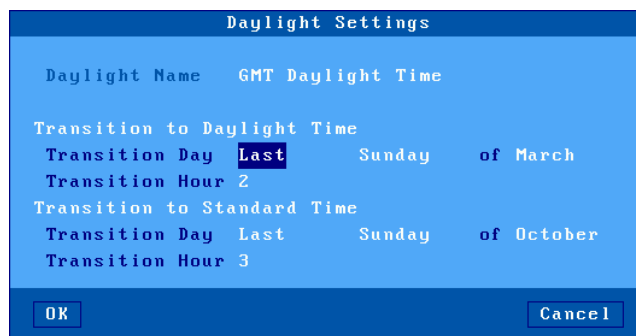 Daylight Settings
Daylight Name GMT Daylight Time
Transition to Daylight Time
Transition Day Last Sunday of March
Transition Hour 2
Transition to Standard Time
Transition Day Last Sunday of October
Transition Hour 3
OK Cancel